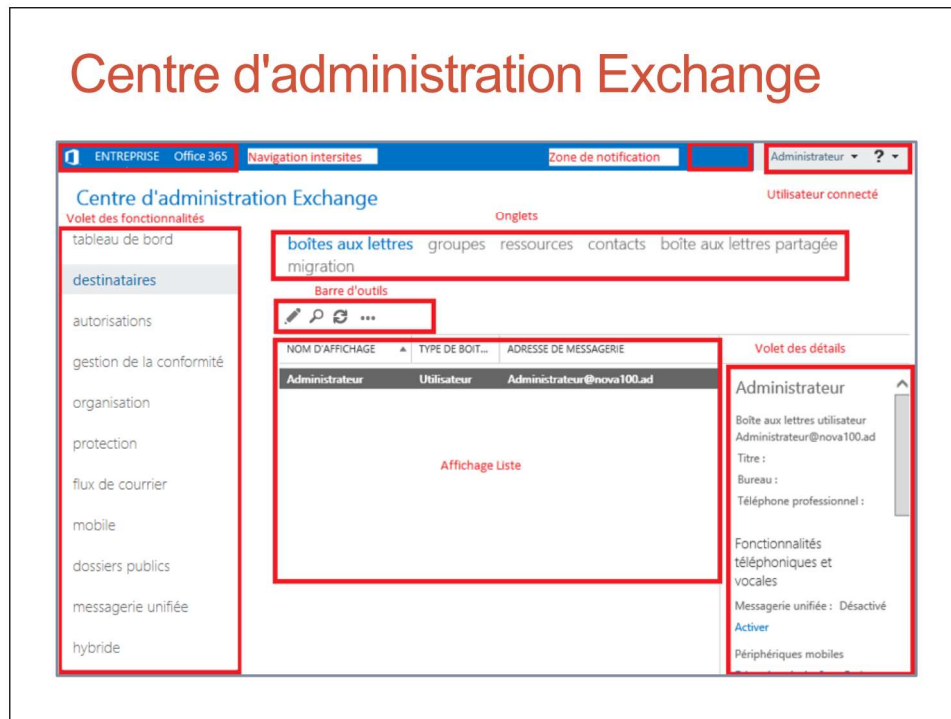 Centre d'administration Exchange
ENTREPRISE Office 365 Navigation intersites Zone de notification Administrateur ?
Centre d'administration Exchange
Utilisateur connecté
Volet des fonctionnalités
Onglets
tableau de bord
destinataires
autorisations
gestion de la conformité
organisation
protection
flux de courrier
mobile
dossiers publics
messagerie unifiée
hybride
boîtes aux lettres groupes ressources contacts boîte aux lettres partagée
migration
Barre d'outils
NOM D'AFFICHAGE TYPE DE BOIT... ADRESSE DE MESSAGERIE
Administrateur Utilisateur Administrateur@nova100.ad
Affichage Liste
Volet des détails
Administrateur
Boîte aux lettres utilisateur
Administrateur@nova100.ad
Titre :
Bureau :
Téléphone professionnel :
Fonctionnalités
téléphoniques et
vocales
Messagerie unifiée : Désactivé
Activer
Périphériques mobiles